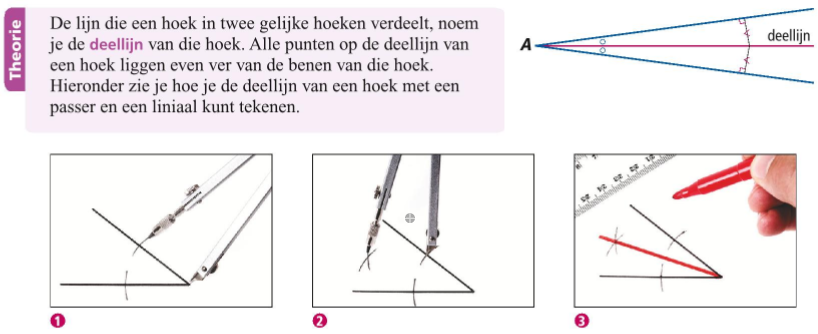 Theorie
De lijn die een hoek in twee gelijke hoeken verdeelt, noem
je de deellijn van die hoek. Alle punten op de deellijn van
een hoek liggen even ver van de benen van die hoek.
Hieronder zie je hoe je de deellijn van een hoek met een
passer en een liniaal kunt tekenen.
A
deellijn
1
2
3